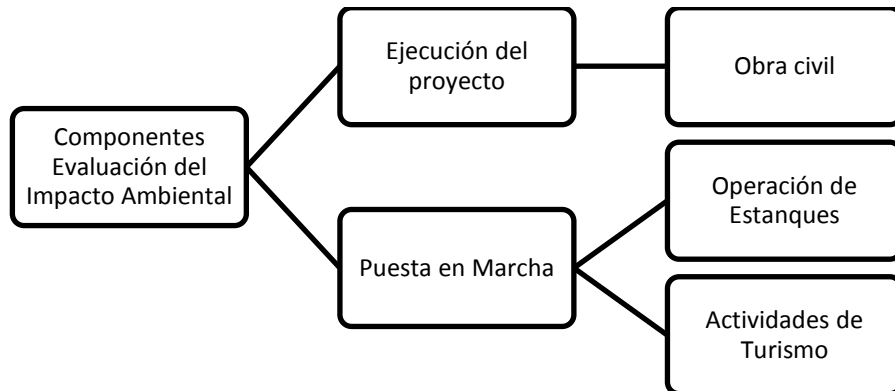 Componentes
Evaluación del
Impacto Ambiental
Ejecución del
proyecto
Obra civil
Puesta en Marcha
Operación de
Estanques
Actividades de
Turismo